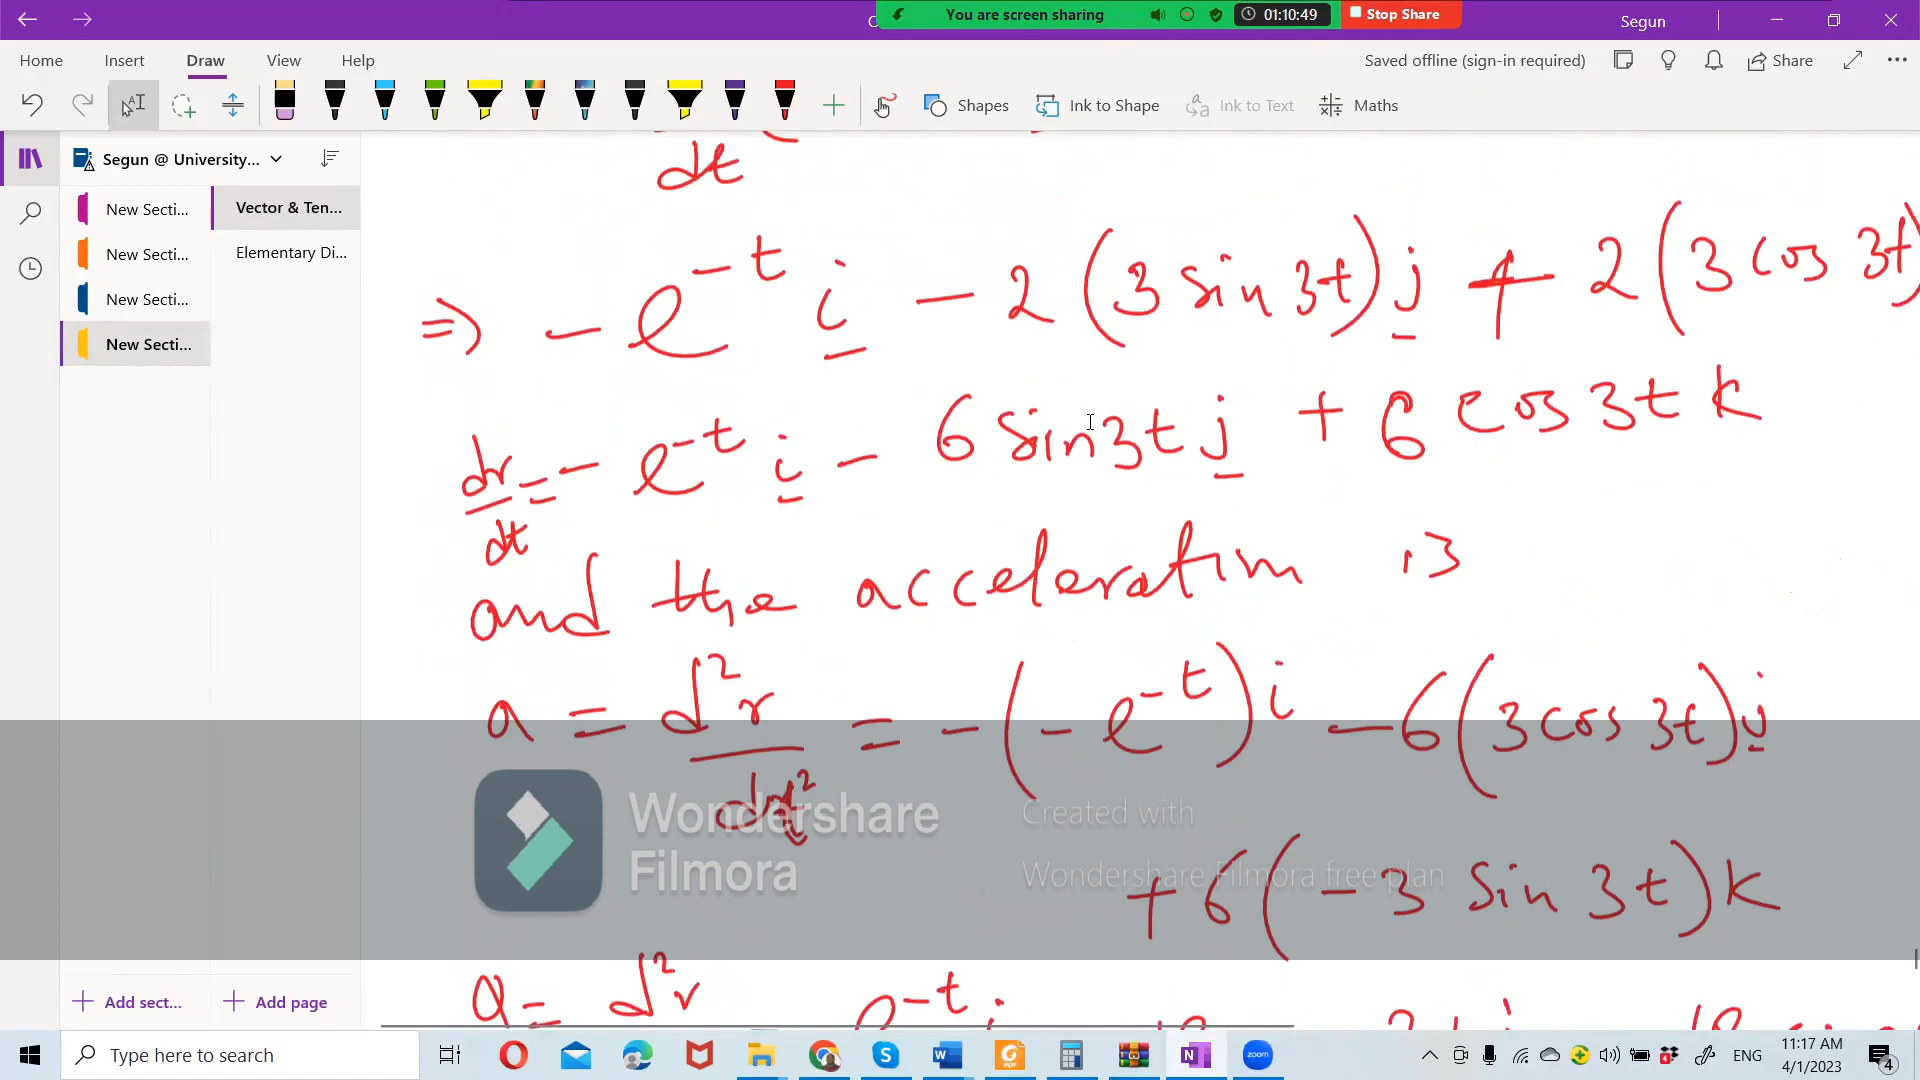 You are screen sharing
01:10:49
Stop Share
Segun
Home Insert Draw View Help
Saved offline (sign-in required)
Share
Shapes Ink to Shape Ink to Text Maths
Segun @ University...
New Secti...
New Secti...
New Secti...
New Secti...
Vector & Ten...
Elementary Di...
dt
=) - e^-t i - 2 (3 sin 3t) j + 2 (3 cos 3t)
dr/dt = - e^-t i - 6 sin 3t j + 6 cos 3t k
and the acceleration is
a = d²r/dt² = - (- e^-t) i - 6 (3 cos 3t) j
+ 6 (- 3 sin 3t) k
Wondershare
Filmora
Created with
Wondershare Filmora free plan
a = d²r e^-t i
Add sect...
Add page
Type here to search
zoom
ENG
11:17 AM
4/1/2023
4